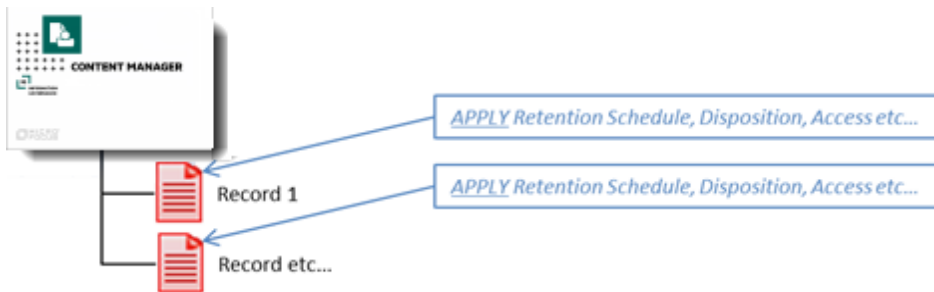 CONTENT MANAGER
APPLY Retention Schedule, Disposition, Access etc...
Record 1
APPLY Retention Schedule, Disposition, Access etc...
Record etc...